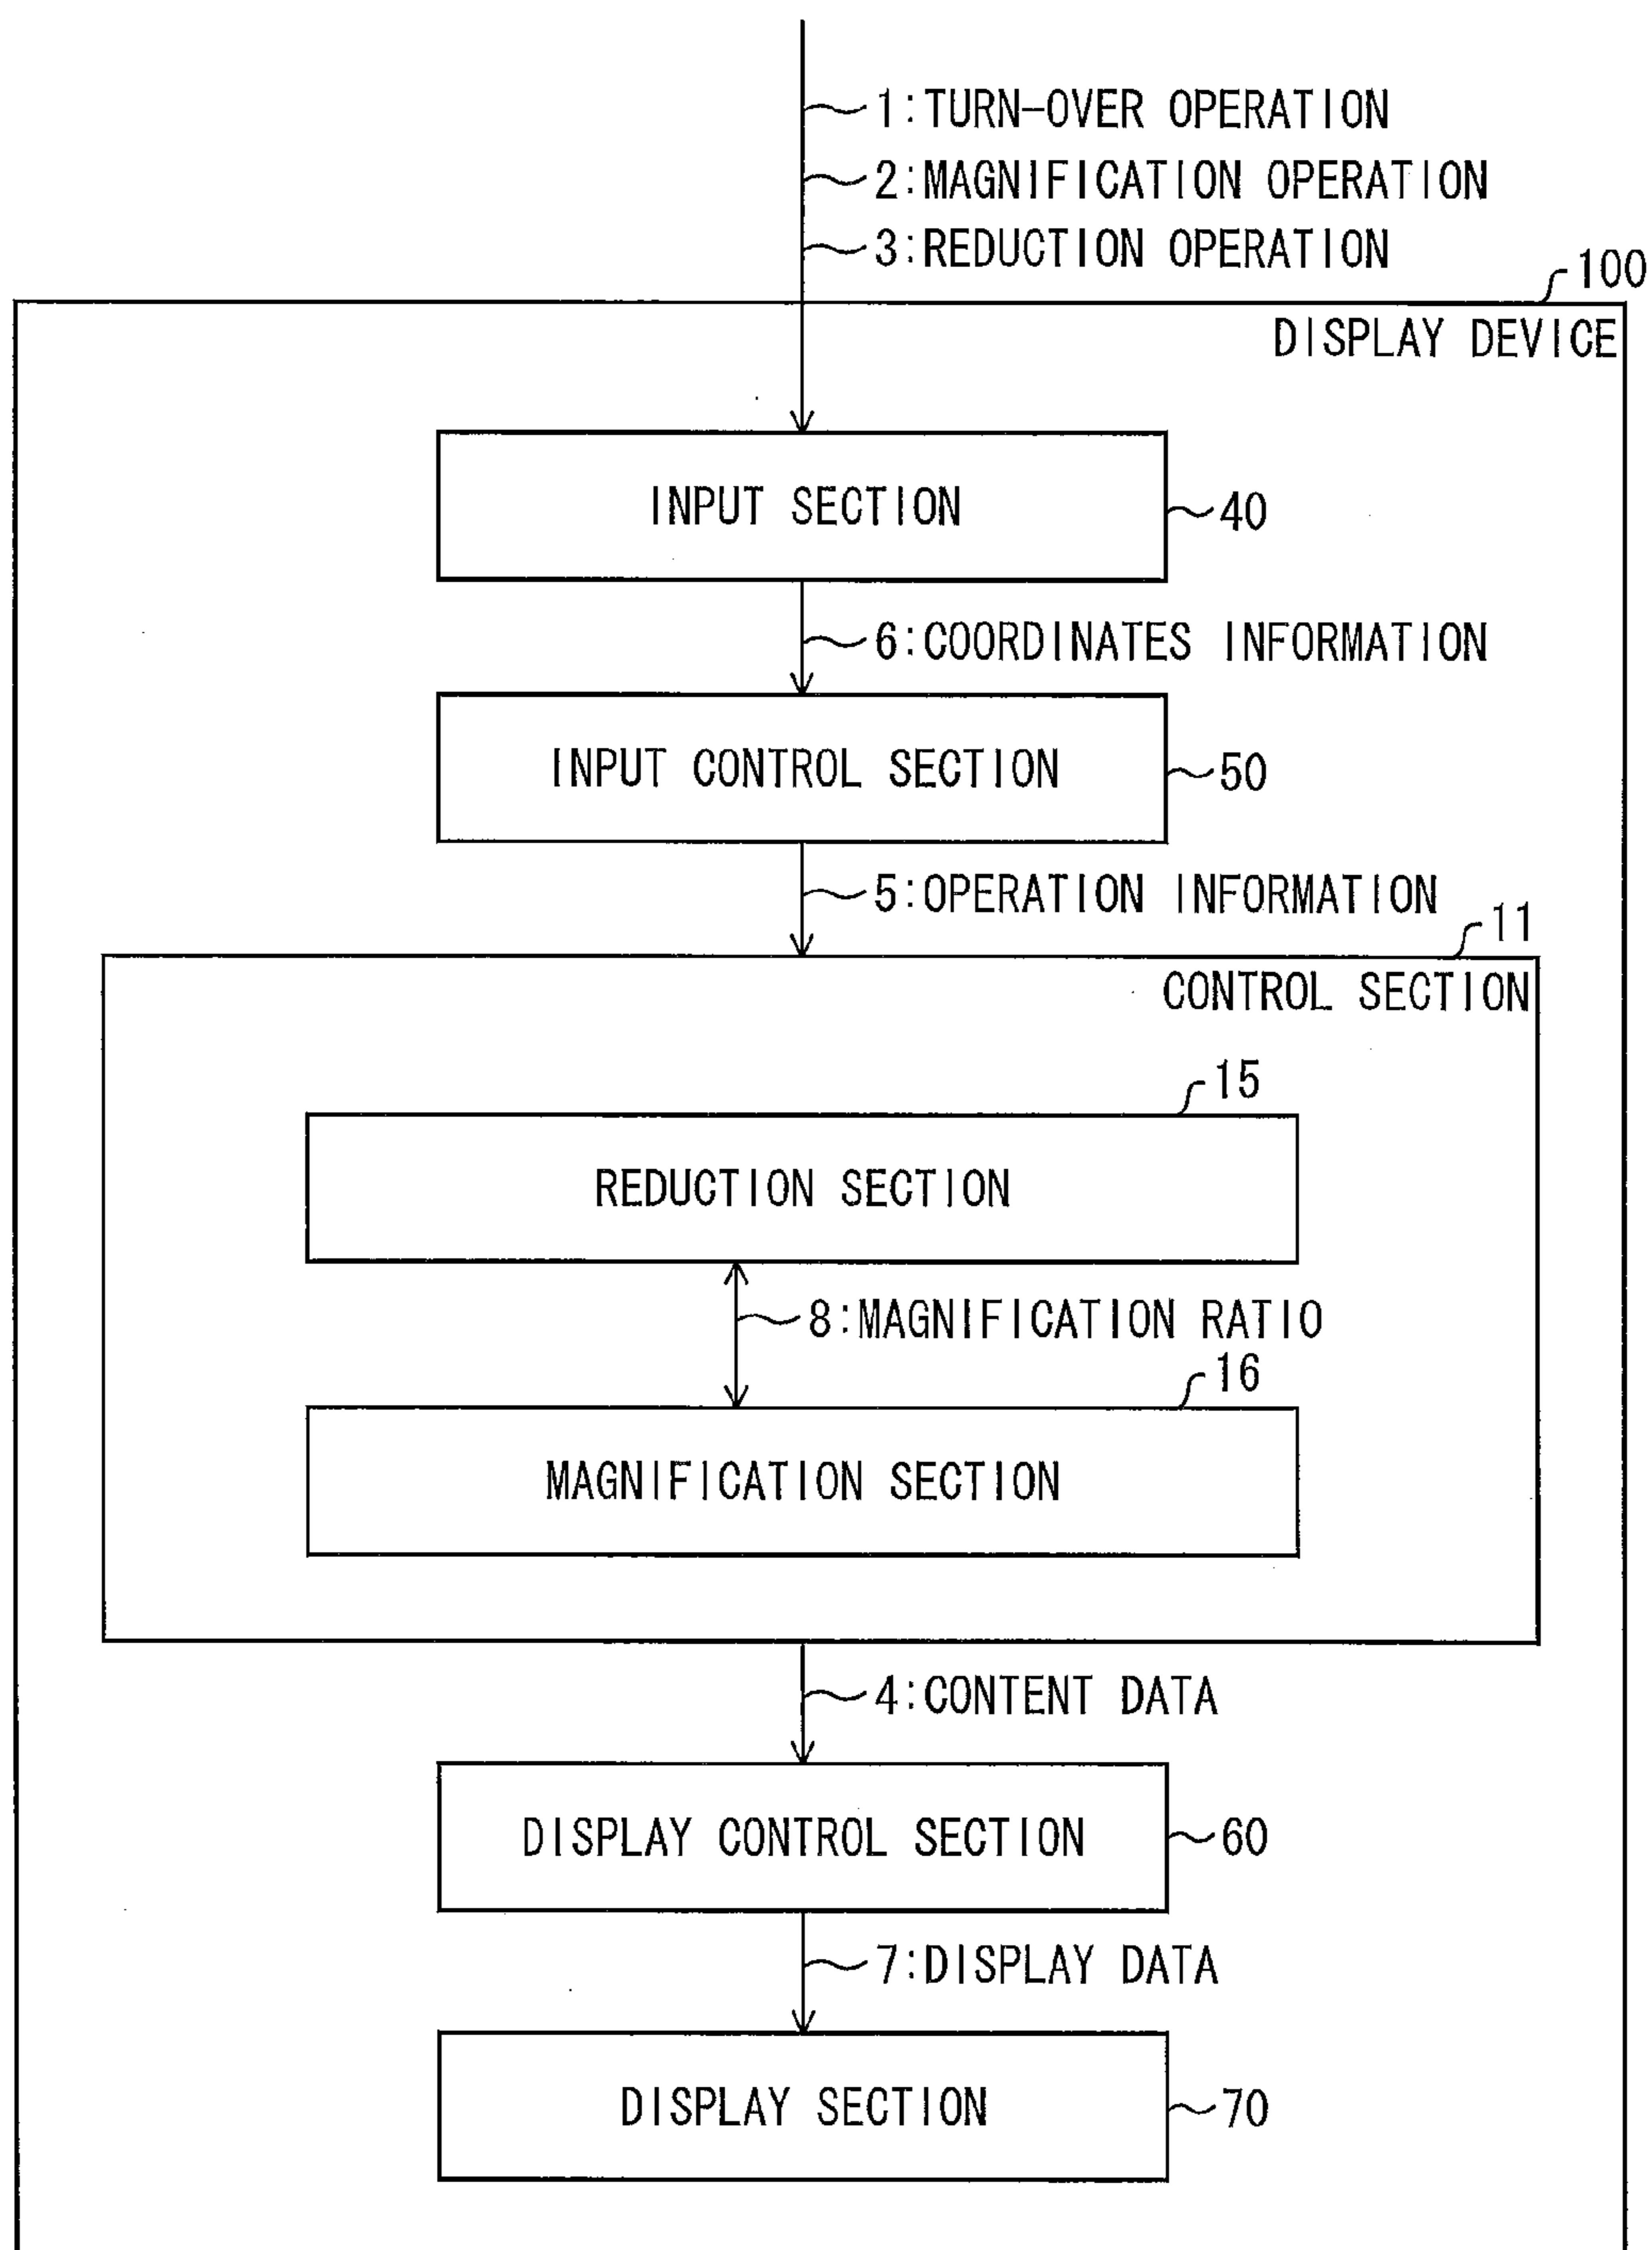 1:TURN-OVER OPERATION
2:MAGNIFICATION OPERATION
3:REDUCTION OPERATION
100
DISPLAY DEVICE
INPUT SECTION
40
6:COORDINATES INFORMATION
INPUT CONTROL SECTION
50
5:OPERATION INFORMATION
11
CONTROL SECTION
15
REDUCTION SECTION
8:MAGNIFICATION RATIO
16
MAGNIFICATION SECTION
4:CONTENT DATA
DISPLAY CONTROL SECTION
60
7:DISPLAY DATA
DISPLAY SECTION
70